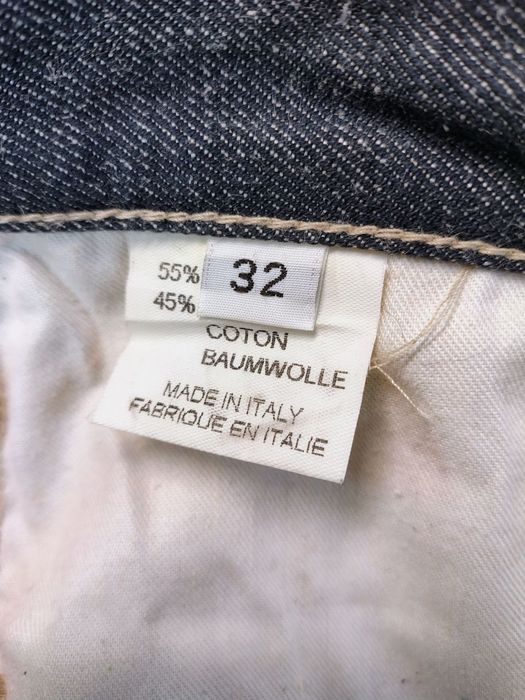 55%
45%
32
COTON
BAUMWOLLE
MADE IN ITALY
FABRIQUE EN ITALIE